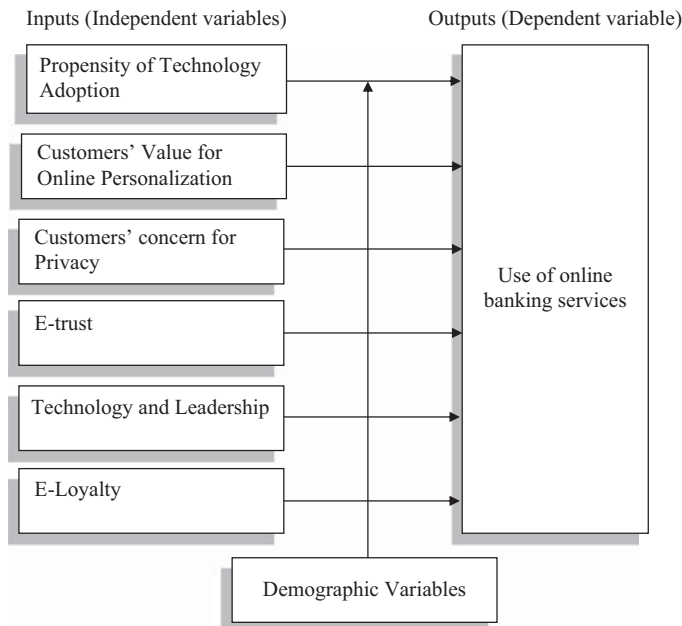 Inputs (Independent variables)
Outputs (Dependent variable)
Propensity of Technology
Adoption
Customers’ Value for
Online Personalization
Customers’ concern for
Privacy
E-trust
Technology and Leadership
E-Loyalty
Use of online
banking services
Demographic Variables